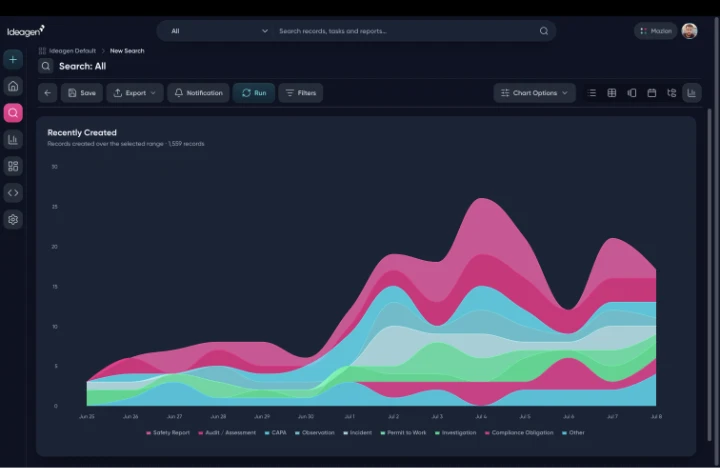 Ideagen
All
Search records, tasks and reports...
Mazlan
Ideagen Default > New Search
Search: All
Save
Export
Notification
Run
Filters
Chart Options
Recently Created
Records created over the selected range · 1,559 records
30
25
20
15
10
5
0
Jun 25 Jun 26 Jun 27 Jun 28 Jun 29 Jun 30 Jul 1 Jul 2 Jul 3 Jul 4 Jul 5 Jul 6 Jul 7 Jul 8
Safety Report Audit / Assessment CAPA Observation Incident Permit to Work Investigation Compliance Obligation Other